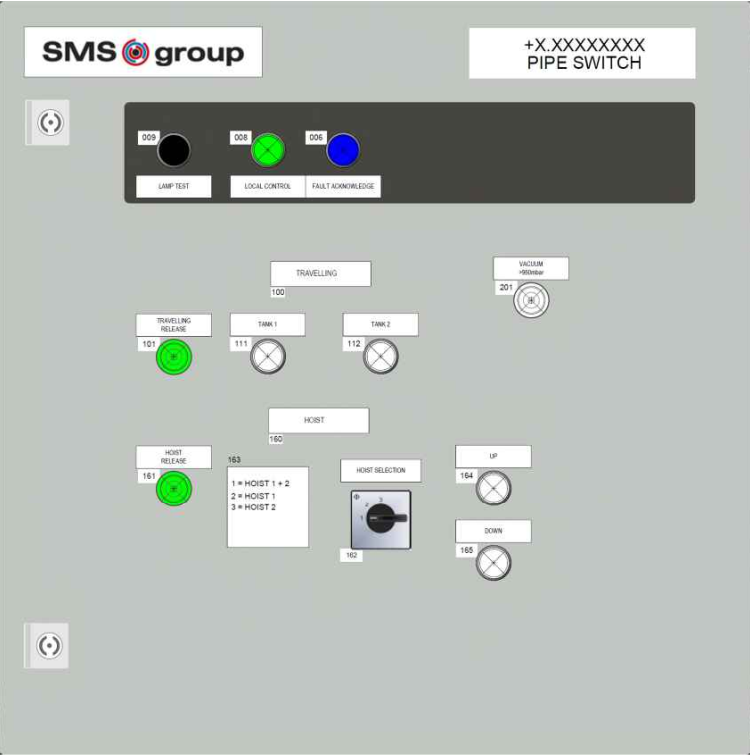 SMS group
+X.XXXXXXXX
PIPE SWITCH
009
008
006
LAMP TEST
LOCAL CONTROL
FAULT ACKNOWLEDGE
TRAVELLING
100
VACUUM
>960mbar
201
TRAVELLING
RELEASE
101
TANK 1
111
TANK 2
112
HOIST
160
HOIST
RELEASE
161
163
1 = HOIST 1 + 2
2 = HOIST 1
3 = HOIST 2
HOIST SELECTION
1
2
3
162
UP
164
DOWN
165